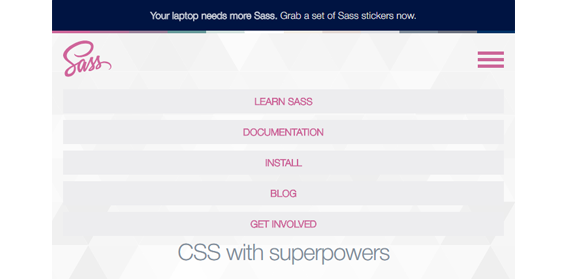 Your laptop needs more Sass. Grab a set of Sass stickers now.
Sass
LEARN SASS
DOCUMENTATION
INSTALL
BLOG
GET INVOLVED
CSS with superpowers